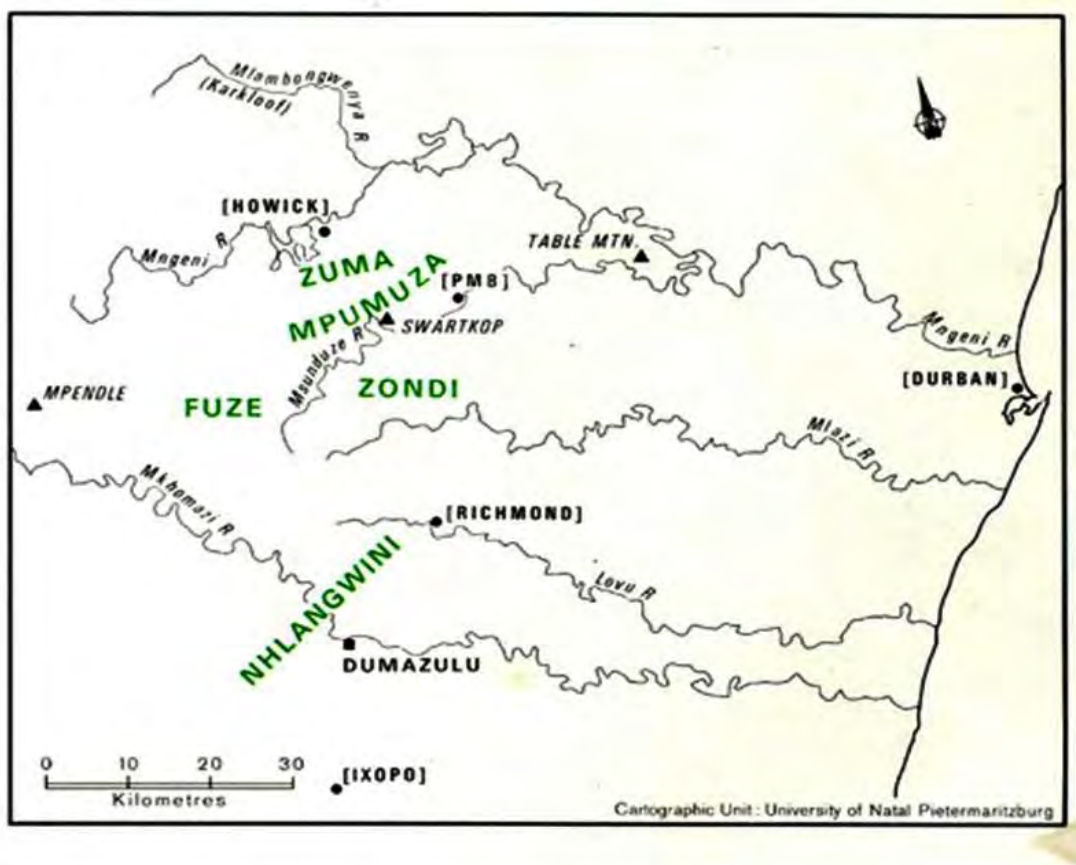 Mlambongwenya R
(Karkloof)
[HOWICK]
Mngeni R
TABLE MTN.
ZUMA
[PMB]
MPUMUZA
SWARTKOP
Msunduze R
Mngeni R
[DURBAN]
MPENDLE
FUZE
ZONDI
Mlazi R
Mkhomazi R
[RICHMOND]
NHLANGWINI
Lovu R
DUMAZULU
0 10 20 30
Kilometres
[IXOPO]
Cartographic Unit : University of Natal Pietermaritzburg